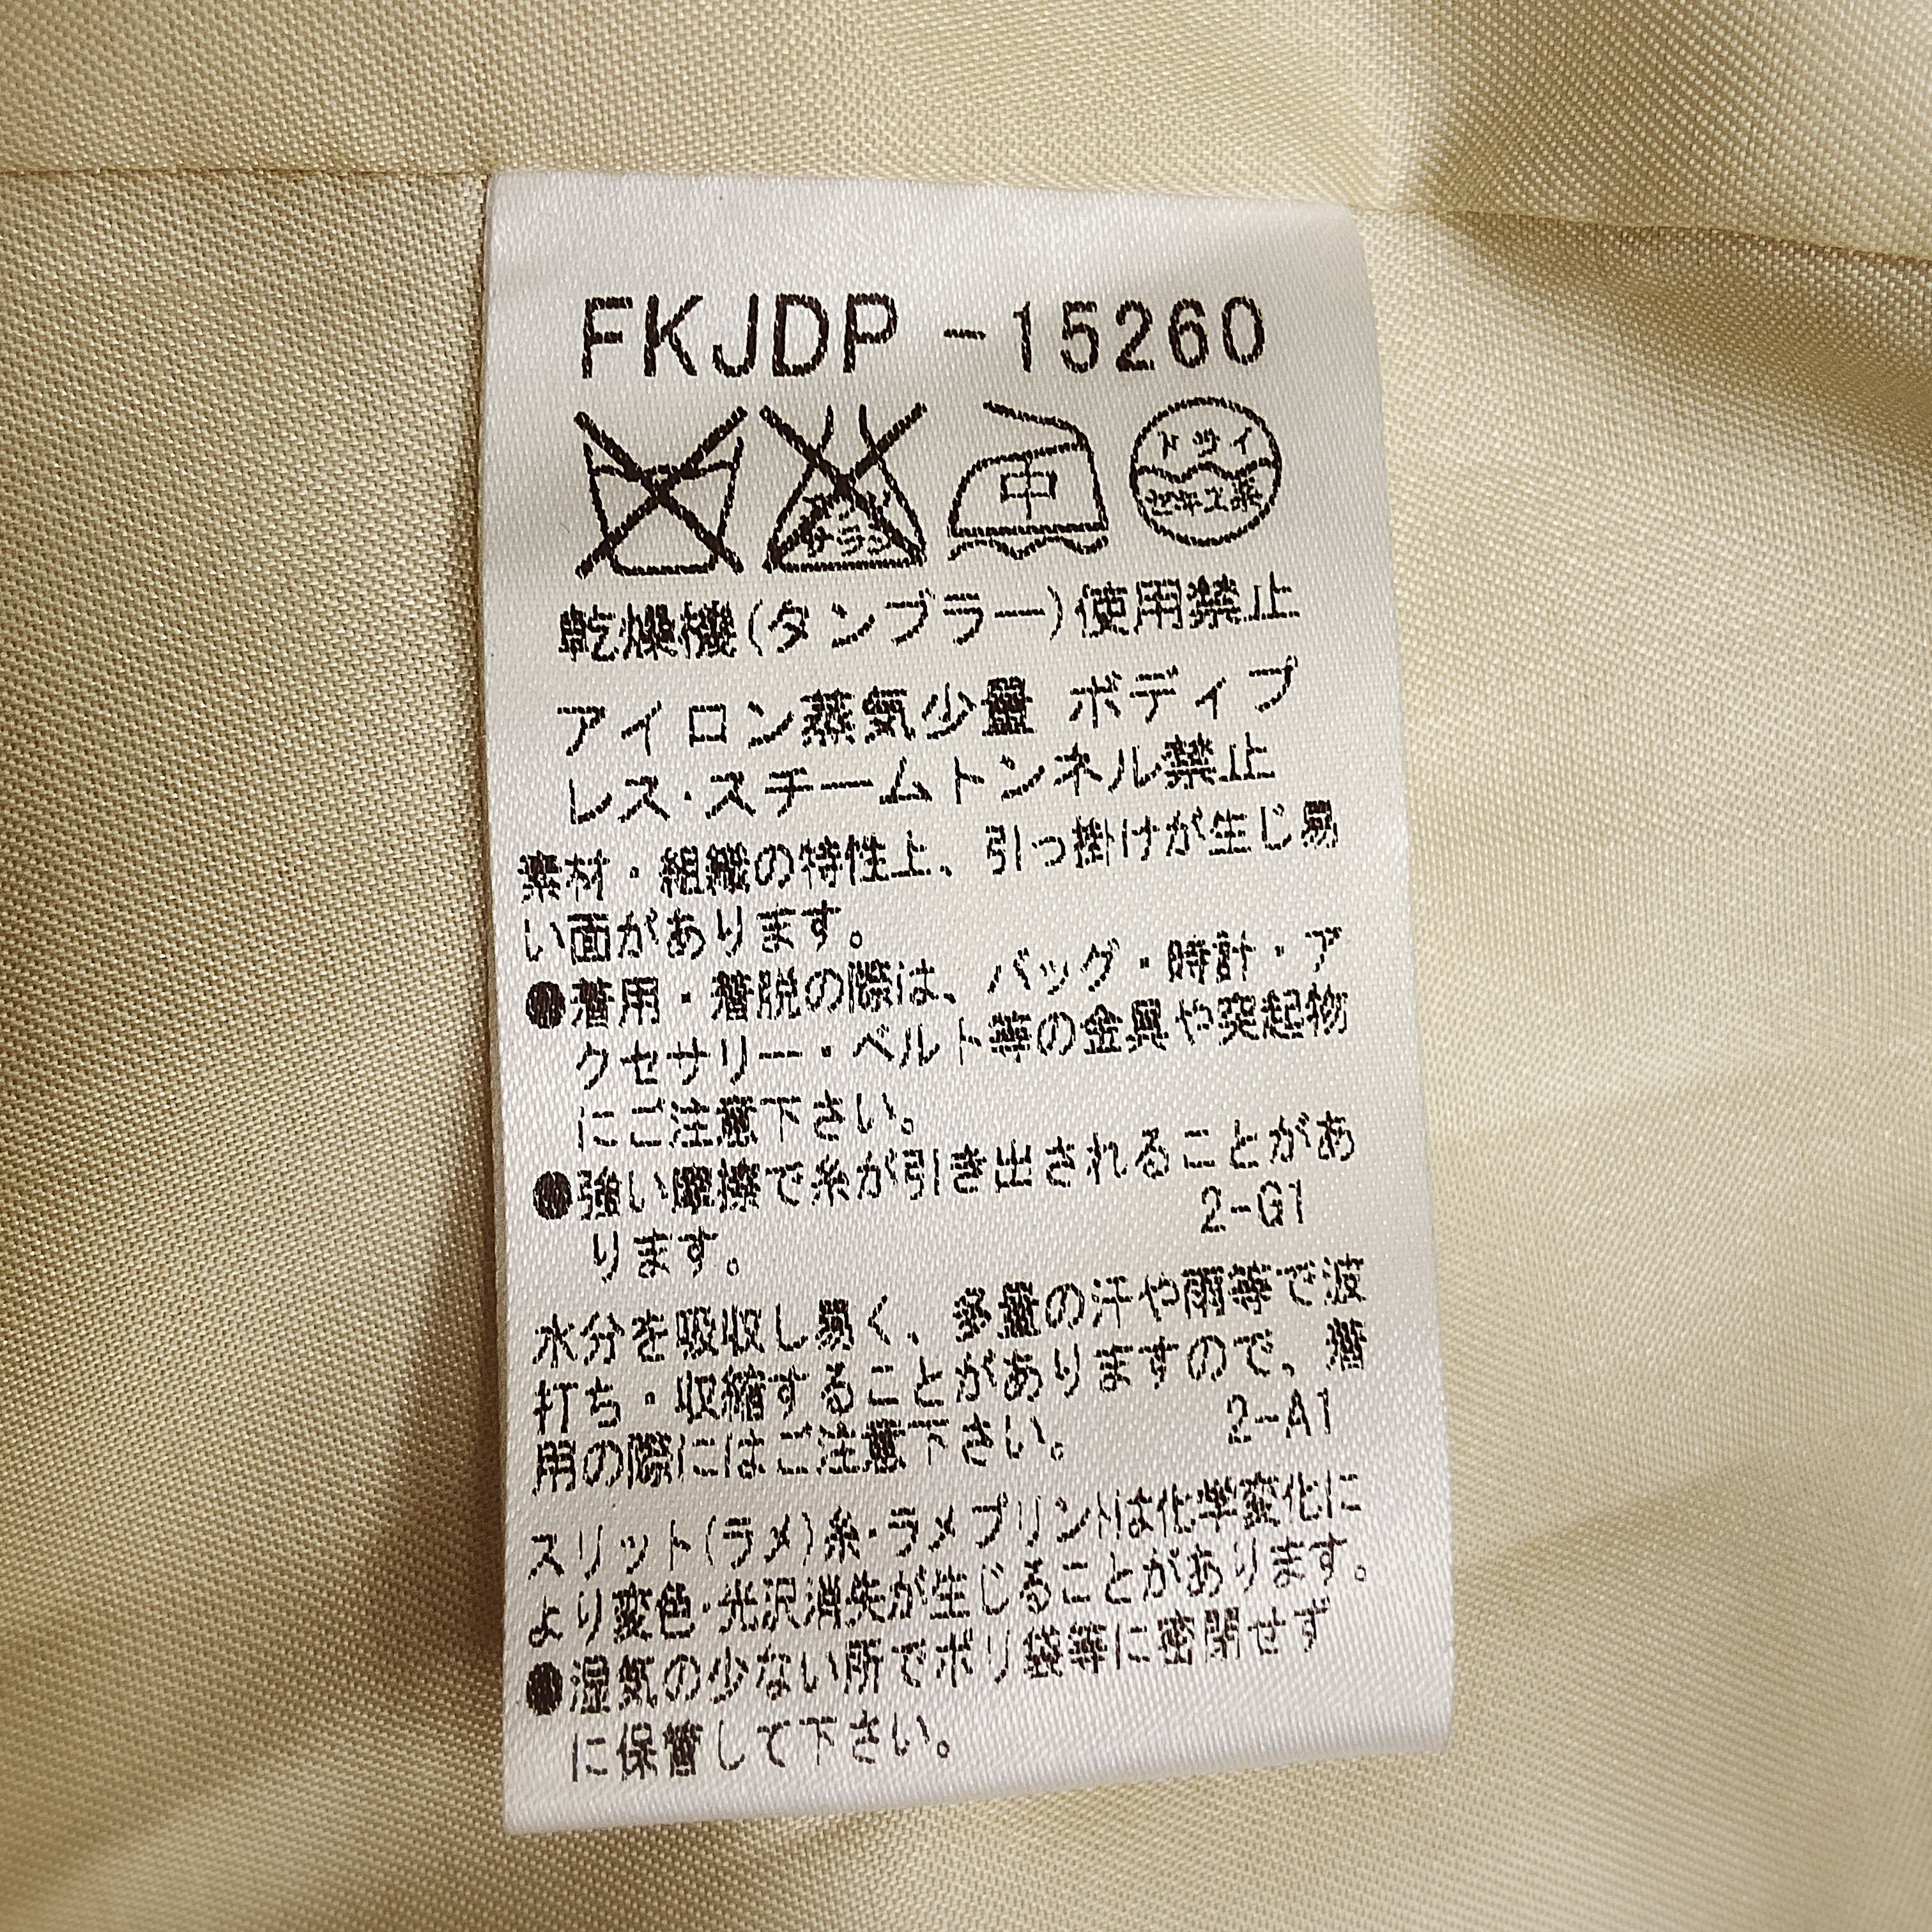 FKJDP -15260
中 ドライ
サラシ セキユ系
乾燥機(タンブラー)使用禁止
アイロン蒸気少量 ボディプ
レス・スチームトンネル禁止
素材・組織の特性上、引っ掛けが生じ易
い面があります。
●着用・着脱の際は、バッグ・時計・ア
クセサリー・ベルト等の金具や突起物
にご注意下さい。
●強い摩擦で糸が引き出されることがあ
ります。 2-G1
水分を吸収し易く、多量の汗や雨等で波
打ち・収縮することがありますので、着
用の際にはご注意下さい。 2-A1
スリット(ラメ)糸・ラメプリントは化学変化に
より変色・光沢消失が生じることがあります。
●湿気の少ない所でポリ袋等に密閉せず
に保管して下さい。